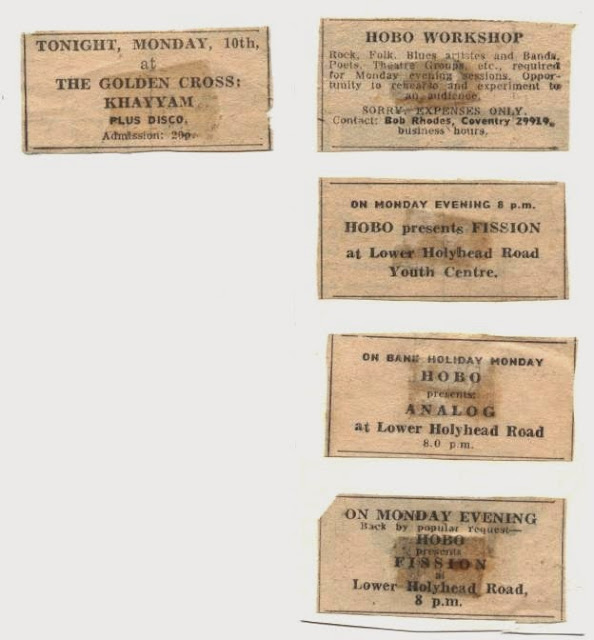 TONIGHT, MONDAY, 10th,
at
THE GOLDEN CROSS:
KHAYYAM
PLUS DISCO.
Admission: 20p.
HOBO WORKSHOP
Rock, Folk, Blues artistes and Bands,
Poets, Theatre Groups, etc., required
for Monday evening sessions. Oppor-
tunity to rehearse and experiment to
an audience.
SORRY, EXPENSES ONLY.
Contact: Bob Rhodes, Coventry 29919,
business hours.
ON MONDAY EVENING 8 p.m.
HOBO presents FISSION
at Lower Holyhead Road
Youth Centre.
ON BANK HOLIDAY MONDAY
HOBO
presents:
ANALOG
at Lower Holyhead Road
8.0 p.m.
ON MONDAY EVENING
Back by popular request—
HOBO
presents
FISSION
at
Lower Holyhead Road,
8 p.m.